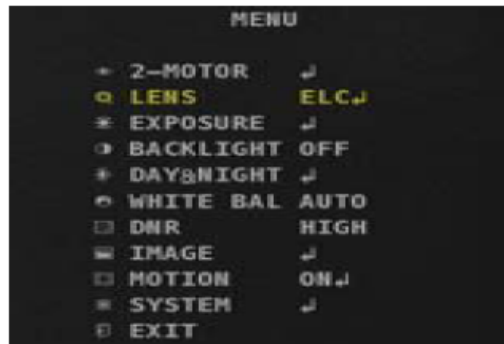 MENU
2-MOTOR ↲
LENS ELC↲
EXPOSURE ↲
BACKLIGHT OFF
DAY&NIGHT ↲
WHITE BAL AUTO
DNR HIGH
IMAGE ↲
MOTION ON↲
SYSTEM ↲
EXIT